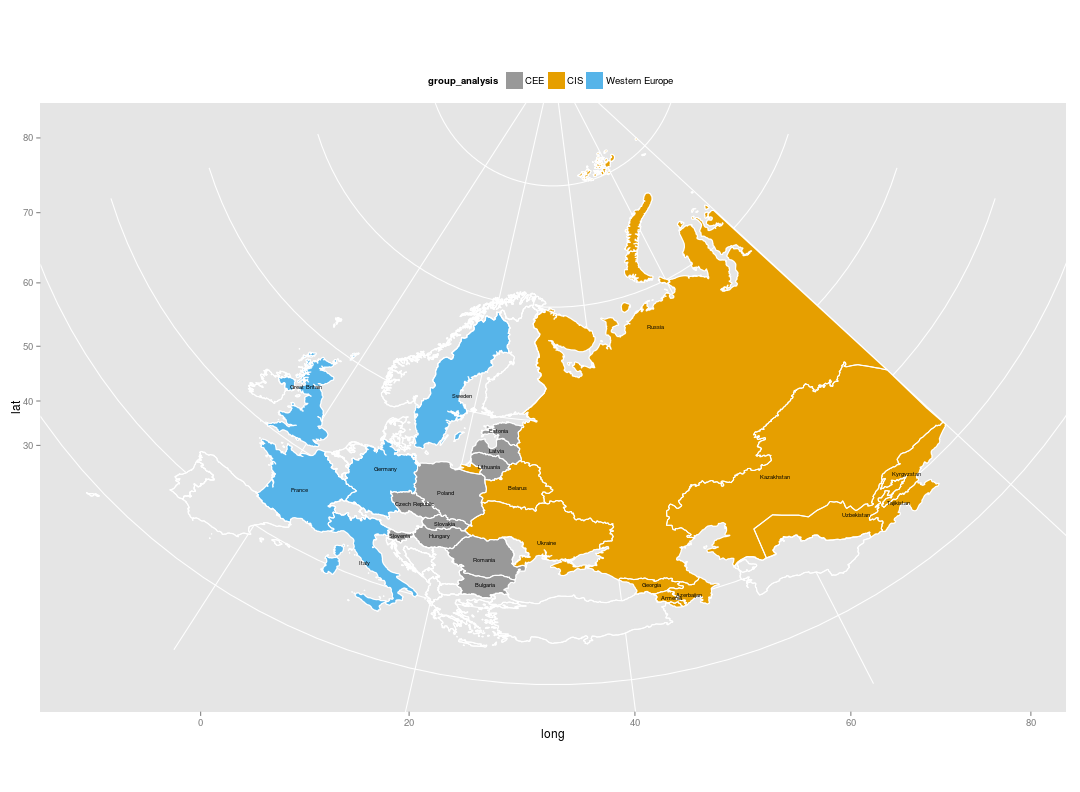 group_analysis CEE CIS Western Europe
80
70
60
50
40
30
lat
Russia
Great Britain
Sweden
Estonia
Latvia
Lithuania
Germany
Kazakhstan
Kyrgyzstan
Belarus
France
Poland
Czech Republic
Tajikistan
Uzbekistan
Slovakia
Slovenia
Hungary
Ukraine
Romania
Italy
Bulgaria
Georgia
Azerbaijan
Armenia
0 20 40 60 80
long